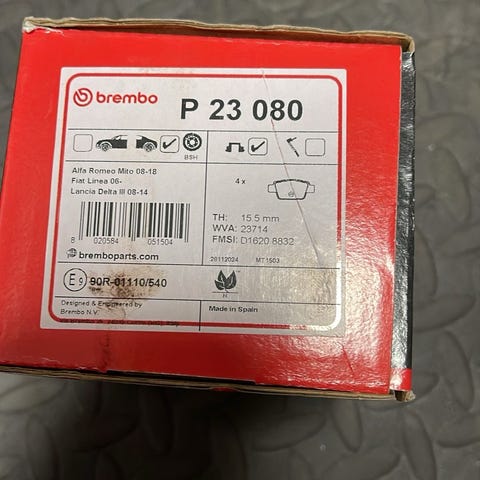 brembo P 23 080
BSH
Alfa Romeo Mito 08-18
Fiat Linea 06-
Lancia Delta III 08-14
4 x
8 020584 051504
TH: 15.5 mm
WVA: 23714
FMSI: D1620 8832
bremboparts.com
26112024 MT1503
E 9 90R-01110/540
N
Designed & Engineered by
Brembo N.V.
Made in Spain